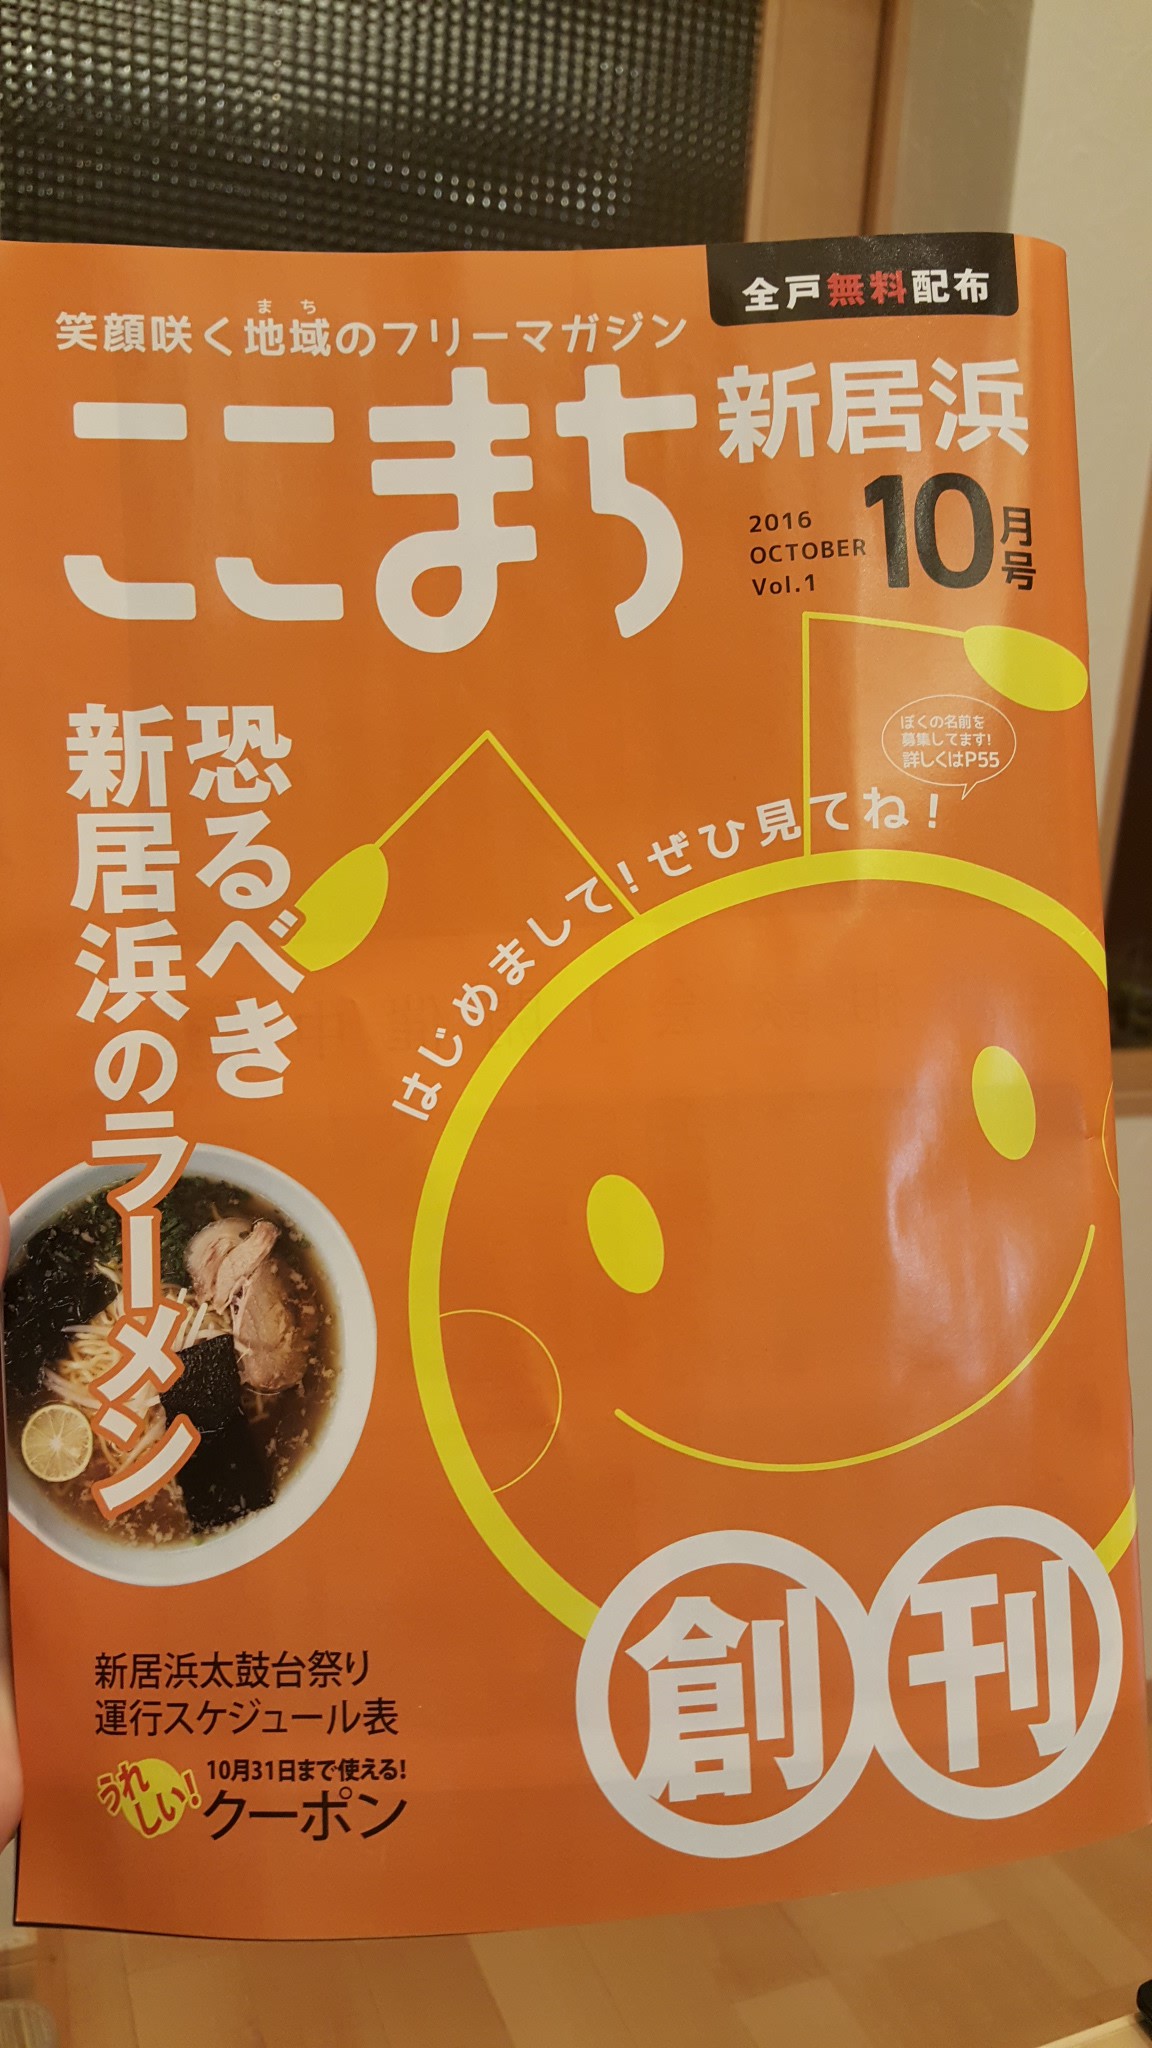 全戸無料配布
まち
笑顔咲く地域のフリーマガジン
ここまち
新居浜
2016
OCTOBER
Vol.1
10月号
ぼくの名前を
募集してます!
詳しくはP55
はじめまして!ぜひ見てね!
恐るべき
新居浜のラーメン
創刊
新居浜太鼓台祭り
運行スケジュール表
うれ
しい!
10月31日まで使える!
クーポン